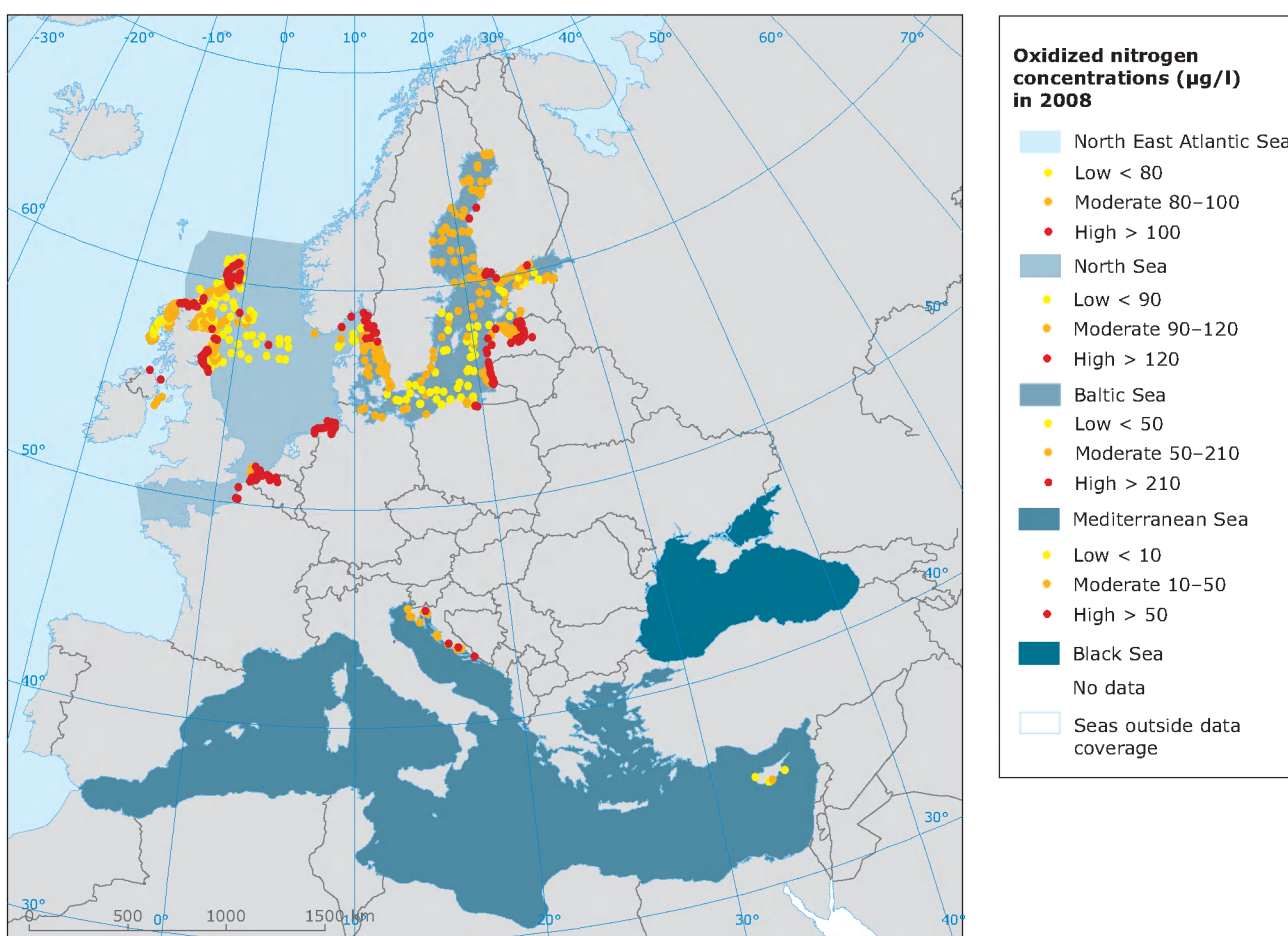 -30°
-20°
-10°
0°
10°
20°
30°
40°
50°
60°
70°
60°
50°
50°
40°
40°
30°
30°
0 500 1000 1500 km
0°
10°
20°
30°
40°
Oxidized nitrogen
concentrations (µg/l)
in 2008
North East Atlantic Sea
Low < 80
Moderate 80–100
High > 100
North Sea
Low < 90
Moderate 90–120
High > 120
Baltic Sea
Low < 50
Moderate 50–210
High > 210
Mediterranean Sea
Low < 10
Moderate 10–50
High > 50
Black Sea
No data
Seas outside data
coverage